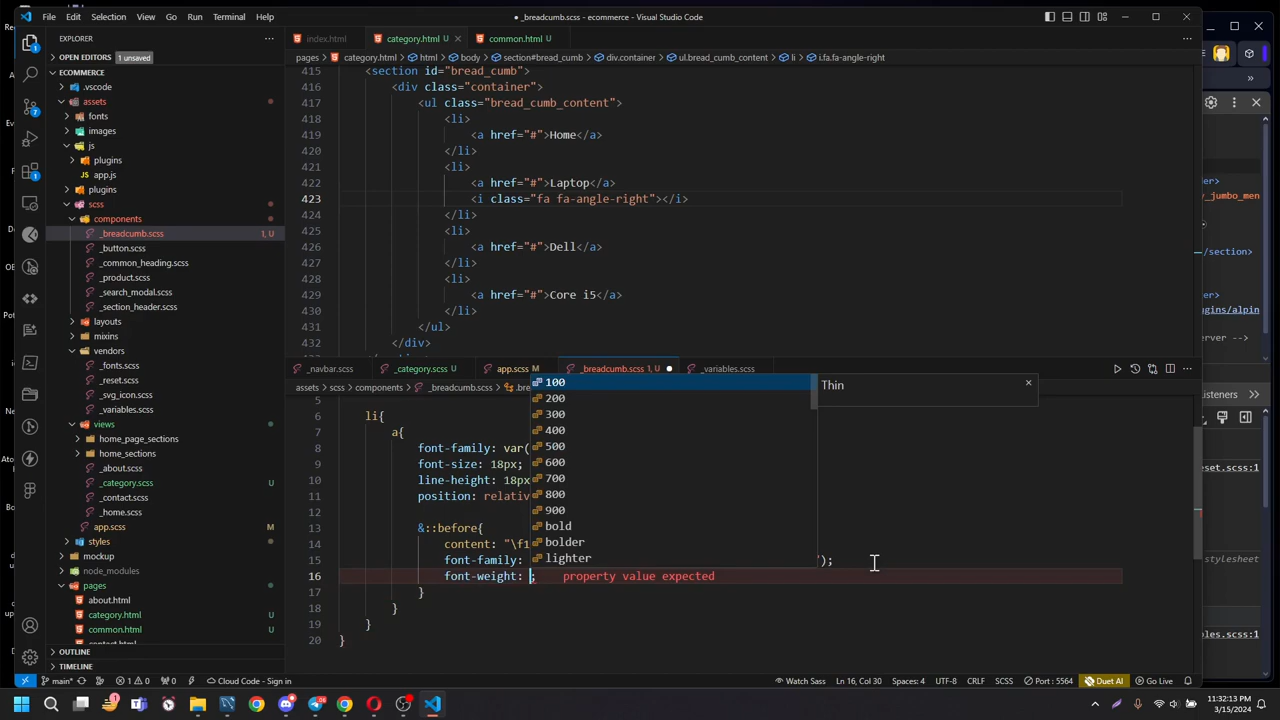 File Edit Selection View Go Run Terminal Help
_breadcumb.scss - ecommerce - Visual Studio Code
EXPLORER
OPEN EDITORS 1 unsaved
ECOMMERCE
.vscode
assets
fonts
images
js
plugins
app.js
plugins
scss
components
_breadcumb.scss 1, U
_button.scss
_common_heading.scss
_product.scss
_search_modal.scss
_section_header.scss
layouts
mixins
vendors
_fonts.scss
_reset.scss
_svg_icon.scss
_variables.scss
views
home_page_sections
home_sections
_about.scss
_category.scss U
_contact.scss
_home.scss
app.scss M
styles
mockup
node_modules
pages
about.html
category.html U
common.html U
OUTLINE
TIMELINE
index.html category.html U common.html U
pages > category.html > html > body > section#bread_cumb > div.container > ul.bread_cumb_content > li > i.fa.fa-angle-right
415 <section id="bread_cumb">
416 <div class="container">
417 <ul class="bread_cumb_content">
418 <li>
419 <a href="#">Home</a>
420 </li>
421 <li>
422 <a href="#">Laptop</a>
423 <i class="fa fa-angle-right"></i>
424 </li>
425 <li>
426 <a href="#">Dell</a>
427 </li>
428 <li>
429 <a href="#">Core i5</a>
430 </li>
431 </ul>
432 </div>
_navbar.scss _category.scss U app.scss M _breadcumb.scss 1, U _variables.scss
assets > scss > components > _breadcumb.scss >
5
6 li{
7 a{
8 font-family: var(
9 font-size: 18px;
10 line-height: 18px
11 position: relativ
12
13 &::before{
14 content: "\f1
15 font-family: );
16 font-weight: ; property value expected
17 }
18 }
19 }
20 }
100
200
300
400
500
600
700
800
900
bold
bolder
lighter
Thin
main* 1 0 0 Cloud Code - Sign in
Watch Sass Ln 16, Col 30 Spaces: 4 UTF-8 CRLF SCSS Port : 5564 Duet AI Go Live
11:32:13 PM
3/15/2024